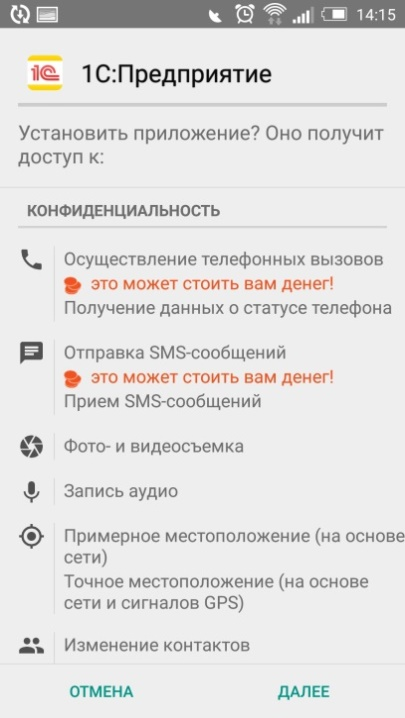 14:15
1С 1С:Предприятие
Установить приложение? Оно получит
доступ к:
КОНФИДЕНЦИАЛЬНОСТЬ
Осуществление телефонных вызовов
это может стоить вам денег!
Получение данных о статусе телефона
Отправка SMS-сообщений
это может стоить вам денег!
Прием SMS-сообщений
Фото- и видеосъемка
Запись аудио
Примерное местоположение (на основе
сети)
Точное местоположение (на основе
сети и сигналов GPS)
Изменение контактов
ОТМЕНА ДАЛЕЕ